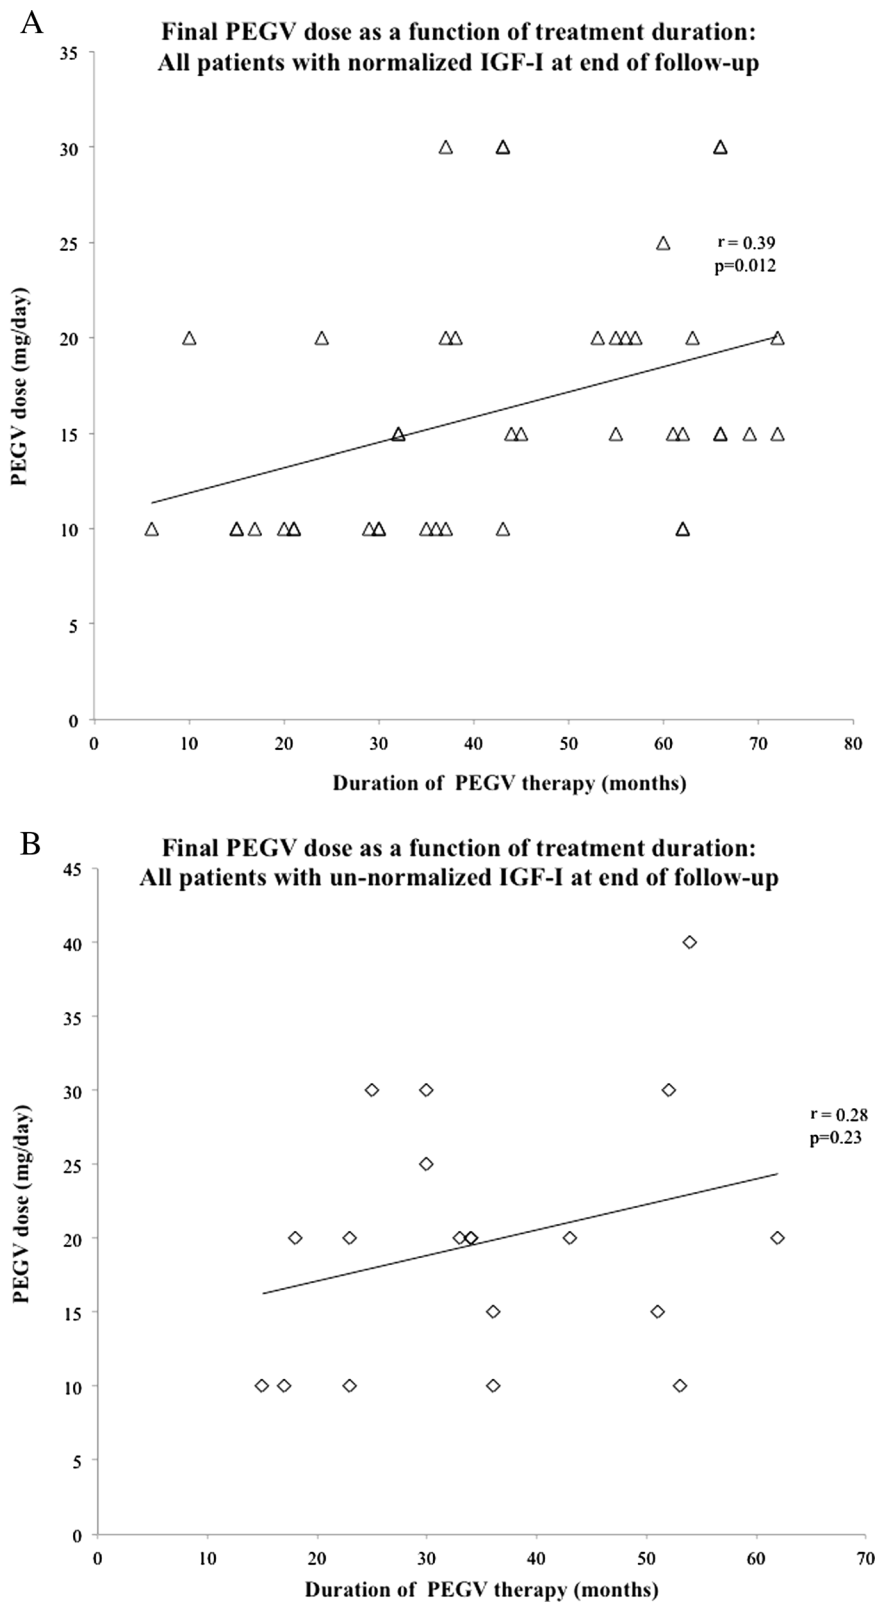 A
Final PEGV dose as a function of treatment duration:
All patients with normalized IGF-I at end of follow-up
35
30
25
20
15
10
5
0
PEGV dose (mg/day)
r = 0.39
p=0.012
0 10 20 30 40 50 60 70 80
Duration of PEGV therapy (months)
B
Final PEGV dose as a function of treatment duration:
All patients with un-normalized IGF-I at end of follow-up
45
40
35
30
25
20
15
10
5
0
PEGV dose (mg/day)
r = 0.28
p=0.23
0 10 20 30 40 50 60 70
Duration of PEGV therapy (months)